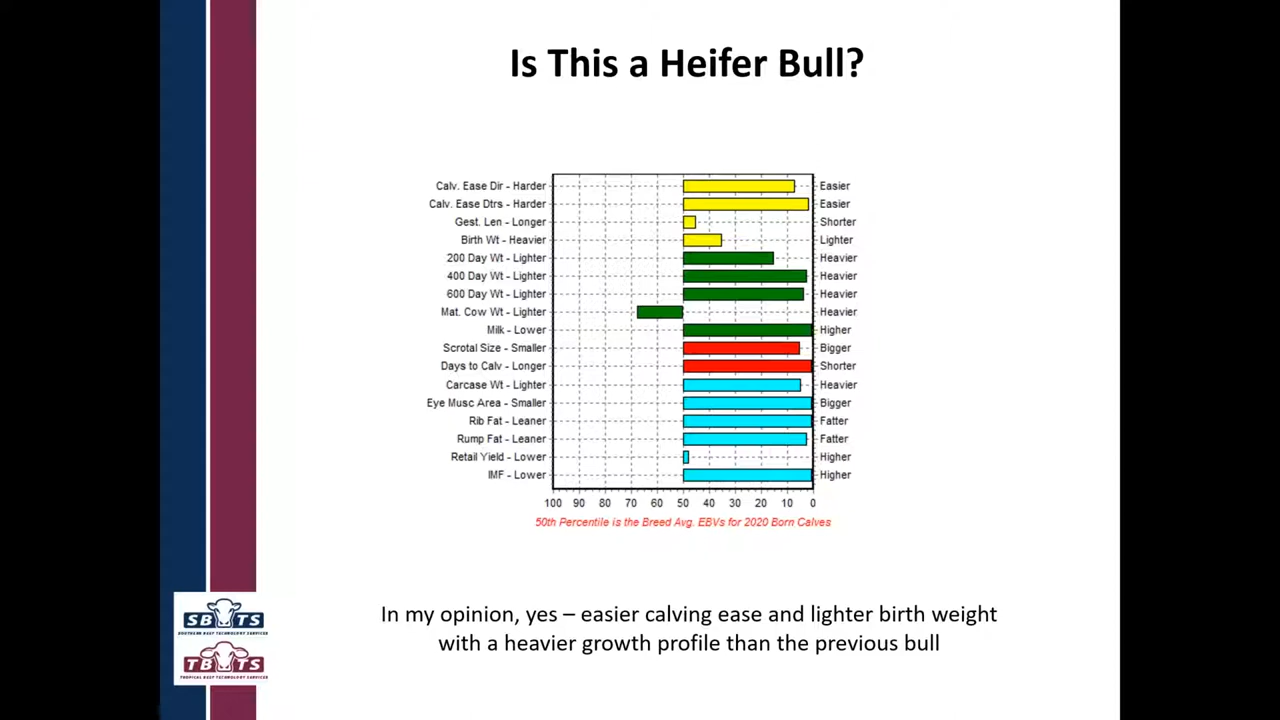 Is This a Heifer Bull?
Calv. Ease Dir - Harder Easier
Calv. Ease Dtrs - Harder Easier
Gest. Len - Longer Shorter
Birth Wt - Heavier Lighter
200 Day Wt - Lighter Heavier
400 Day Wt - Lighter Heavier
600 Day Wt - Lighter Heavier
Mat. Cow Wt - Lighter Heavier
Milk - Lower Higher
Scrotal Size - Smaller Bigger
Days to Calv - Longer Shorter
Carcase Wt - Lighter Heavier
Eye Musc Area - Smaller Bigger
Rib Fat - Leaner Fatter
Rump Fat - Leaner Fatter
Retail Yield - Lower Higher
IMF - Lower Higher
100 90 80 70 60 50 40 30 20 10 0
50th Percentile is the Breed Avg. EBVs for 2020 Born Calves
In my opinion, yes – easier calving ease and lighter birth weight
with a heavier growth profile than the previous bull
SBTS
SOUTHERN BEEF TECHNOLOGY SERVICES
TBTS
TROPICAL BEEF TECHNOLOGY SERVICES